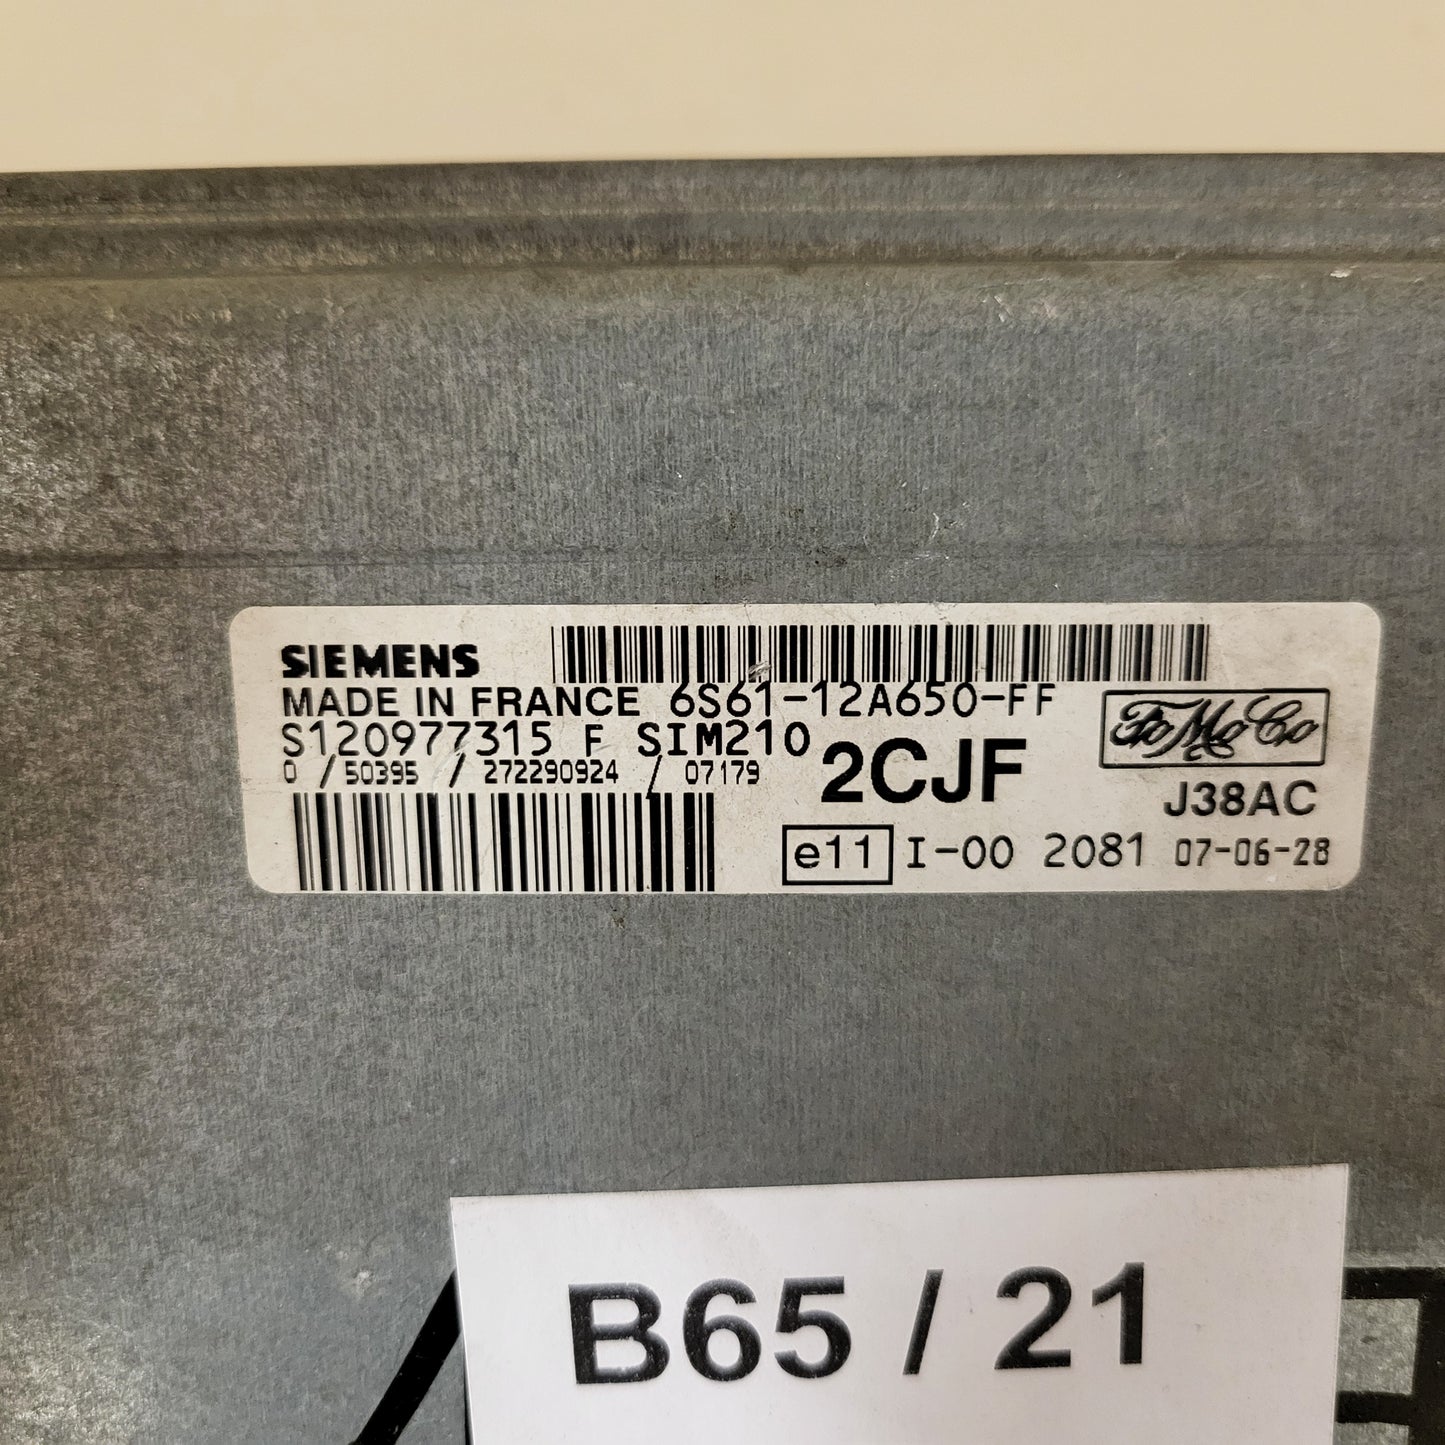 SIEMENS
MADE IN FRANCE 6S61-12A650-FF
S120977315 F SIM210
0 / 50395 / 272290924 / 07179
2CJF
FoMoCo
J38AC
e11 I-00 2081 07-06-28
B65 / 21